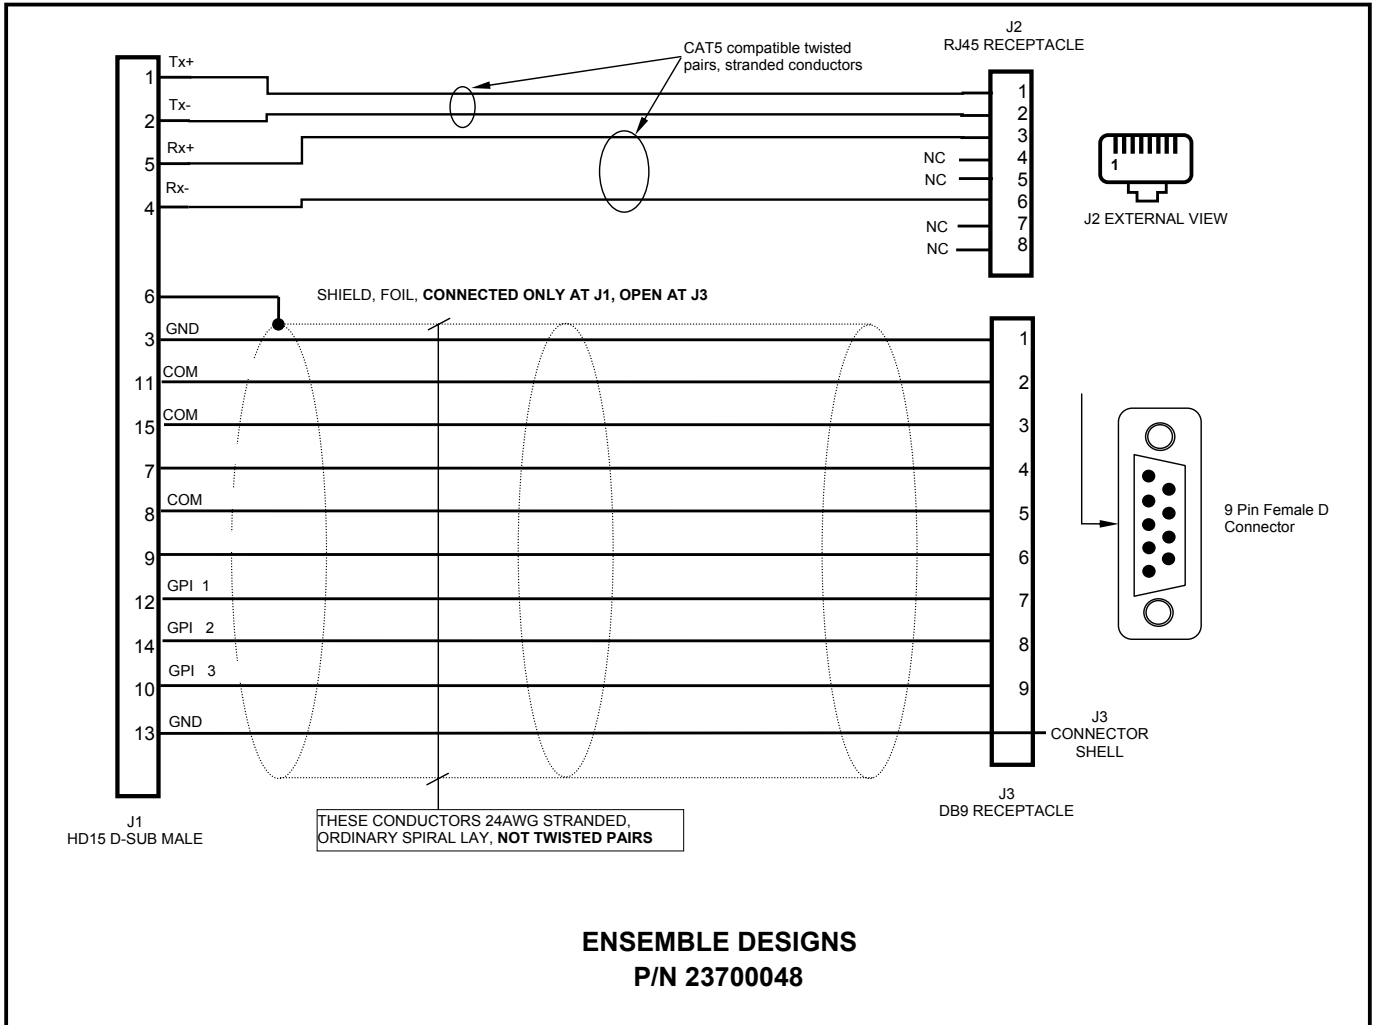 J2
RJ45 RECEPTACLE
CAT5 compatible twisted
pairs, stranded conductors
Tx+
1
Tx-
2
Rx+
5
Rx-
4
1
2
3
NC 4
NC 5
6
NC 7
NC 8
1
J2 EXTERNAL VIEW
6
SHIELD, FOIL, CONNECTED ONLY AT J1, OPEN AT J3
GND
3 1
COM
11 2
COM
15 3
7 4
COM
8 5
9 6
GPI 1
12 7
GPI 2
14 8
GPI 3
10 9
GND
13
9 Pin Female D
Connector
J3
CONNECTOR
SHELL
J3
DB9 RECEPTACLE
J1
HD15 D-SUB MALE
THESE CONDUCTORS 24AWG STRANDED,
ORDINARY SPIRAL LAY, NOT TWISTED PAIRS
ENSEMBLE DESIGNS
P/N 23700048